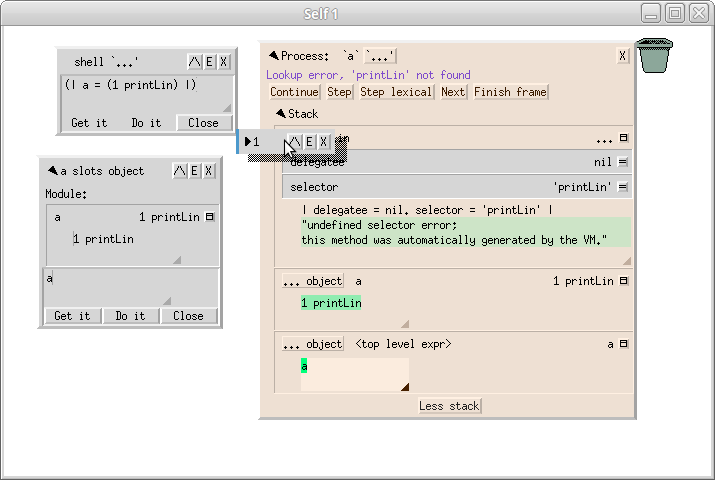 Self 1
shell `...'
/\ E X
(| a = (1 printLin) |)
Get it Do it Close
a slots object
/\ E X
Module:
a 1 printLin
1 printLin
a
Get it Do it Close
Process: `a` `...' X
Lookup error, 'printLin' not found
Continue Step Step lexical Next Finish frame
Stack
1 /\ E X
...
delegatee nil
selector 'printLin'
| delegatee = nil. selector = 'printLin' |
"undefined selector error;
this method was automatically generated by the VM."
... object a 1 printLin
1 printLin
... object <top level expr> a
a
Less stack